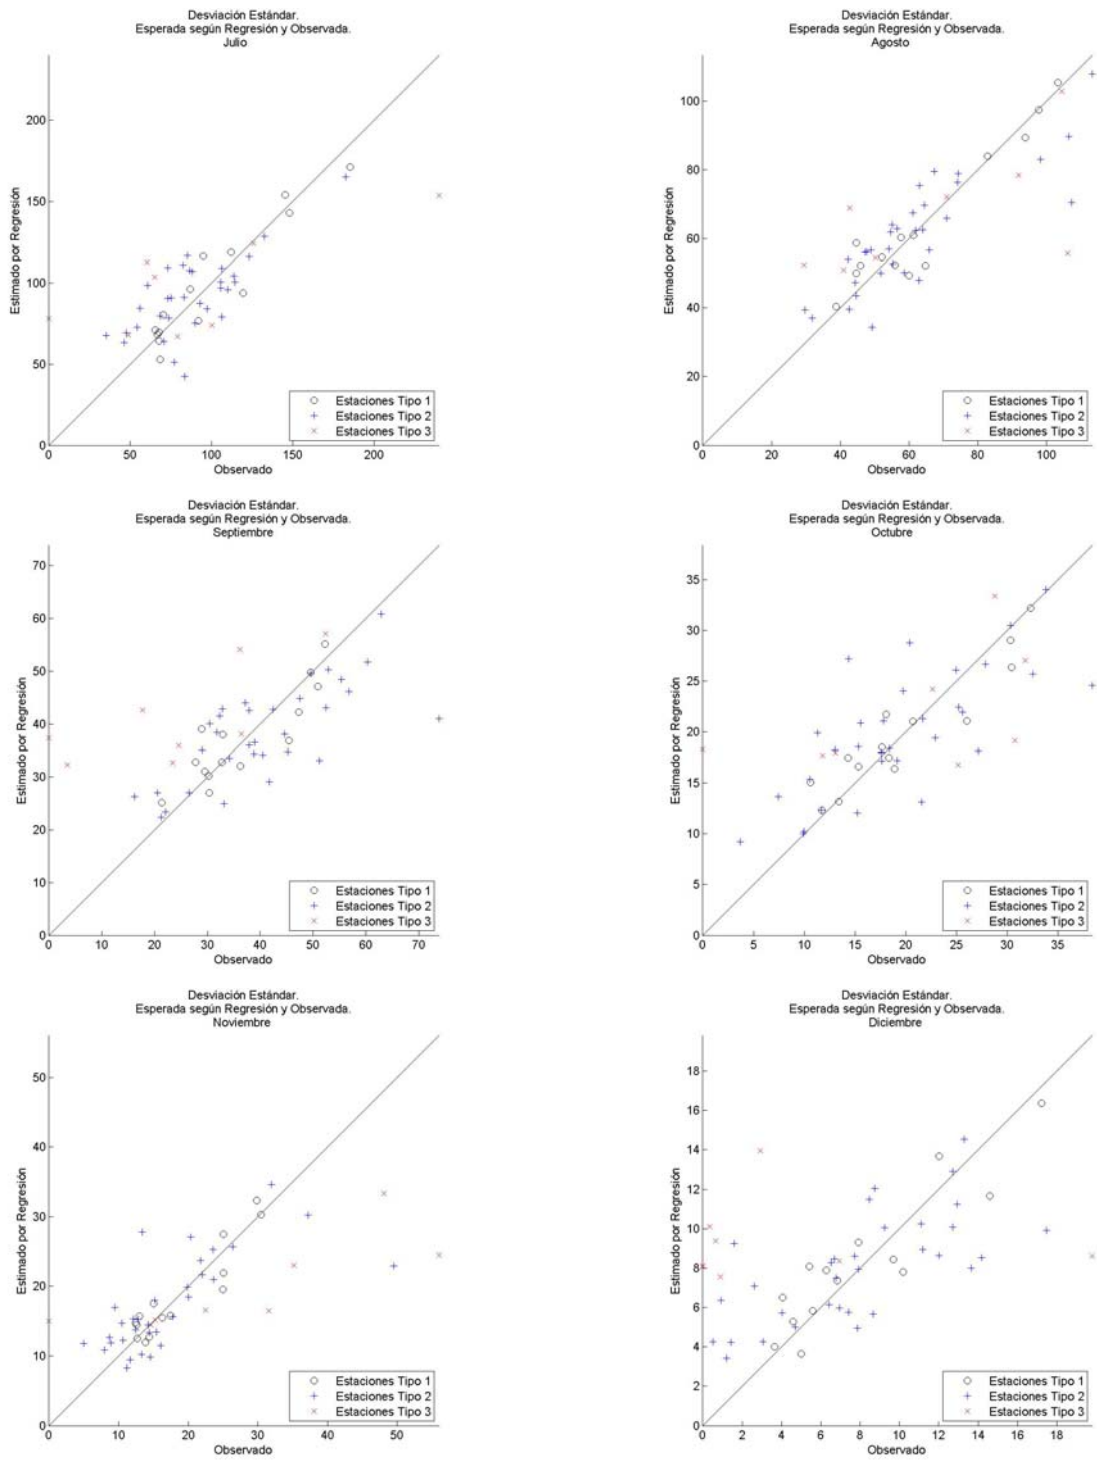 Desviación Estándar.
Esperada según Regresión y Observada.
Julio
Estimado por Regresión
200
150
100
50
0
50
100
150
200
Observado
Estaciones Tipo 1
Estaciones Tipo 2
Estaciones Tipo 3
Desviación Estándar.
Esperada según Regresión y Observada.
Agosto
Estimado por Regresión
100
80
60
40
20
0
0
20
40
60
80
100
Observado
Estaciones Tipo 1
Estaciones Tipo 2
Estaciones Tipo 3
Desviación Estándar.
Esperada según Regresión y Observada.
Septiembre
Estimado por Regresión
70
60
50
40
30
20
10
0
0
10
20
30
40
50
60
70
Observado
Estaciones Tipo 1
Estaciones Tipo 2
Estaciones Tipo 3
Desviación Estándar.
Esperada según Regresión y Observada.
Octubre
Estimado por Regresión
35
30
25
20
15
10
5
0
0
5
10
15
20
25
30
35
Observado
Estaciones Tipo 1
Estaciones Tipo 2
Estaciones Tipo 3
Desviación Estándar.
Esperada según Regresión y Observada.
Noviembre
Estimado por Regresión
50
40
30
20
10
0
0
10
20
30
40
50
Observado
Estaciones Tipo 1
Estaciones Tipo 2
Estaciones Tipo 3
Desviación Estándar.
Esperada según Regresión y Observada.
Diciembre
Estimado por Regresión
18
16
14
12
10
8
6
4
2
0
0
2
4
6
8
10
12
14
16
18
Observado
Estaciones Tipo 1
Estaciones Tipo 2
Estaciones Tipo 3